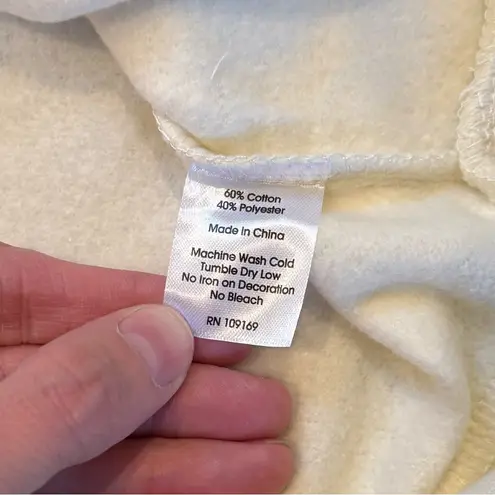 60% Cotton
40% Polyester
Made in China
Machine Wash Cold
Tumble Dry Low
No Iron on Decoration
No Bleach
RN 109169